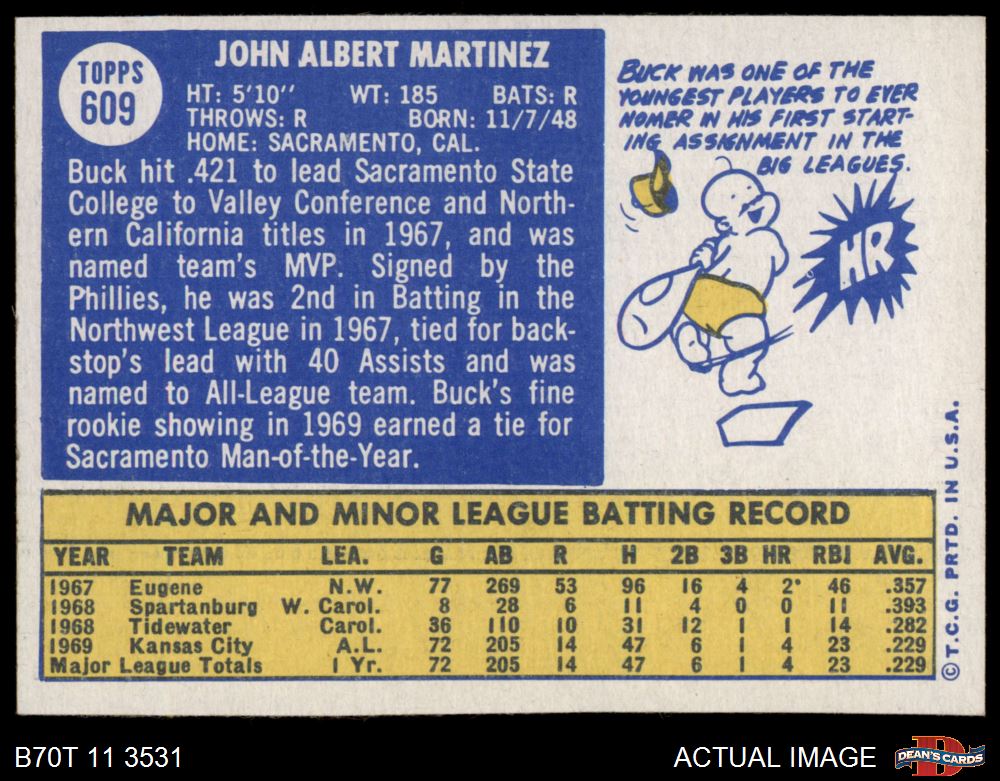 TOPPS
609
JOHN ALBERT MARTINEZ
HT: 5'10" WT: 185 BATS: R
THROWS: R BORN: 11/7/48
HOME: SACRAMENTO, CAL.
Buck hit .421 to lead Sacramento State
College to Valley Conference and North-
ern California titles in 1967, and was
named team's MVP. Signed by the
Phillies, he was 2nd in Batting in the
Northwest League in 1967, tied for back-
stop's lead with 40 Assists and was
named to All-League team. Buck's fine
rookie showing in 1969 earned a tie for
Sacramento Man-of-the-Year.
BUCK WAS ONE OF THE
YOUNGEST PLAYERS TO EVER
HOMER IN HIS FIRST START-
ING ASSIGNMENT IN THE
BIG LEAGUES.
HR
MAJOR AND MINOR LEAGUE BATTING RECORD
YEAR TEAM LEA. G AB R H 2B 3B HR RBI AVG.
1967 Eugene N.W. 77 269 53 96 16 4 2• 46 .357
1968 Spartanburg W. Carol. 8 28 6 11 4 0 0 11 .393
1968 Tidewater Carol. 36 110 10 31 12 1 1 14 .282
1969 Kansas City A.L. 72 205 14 47 6 1 4 23 .229
Major League Totals 1 Yr. 72 205 14 47 6 1 4 23 .229
© T.C.G. PRTD. IN U.S.A.
B70T 11 3531
ACTUAL IMAGE
D
DEAN'S CARDS